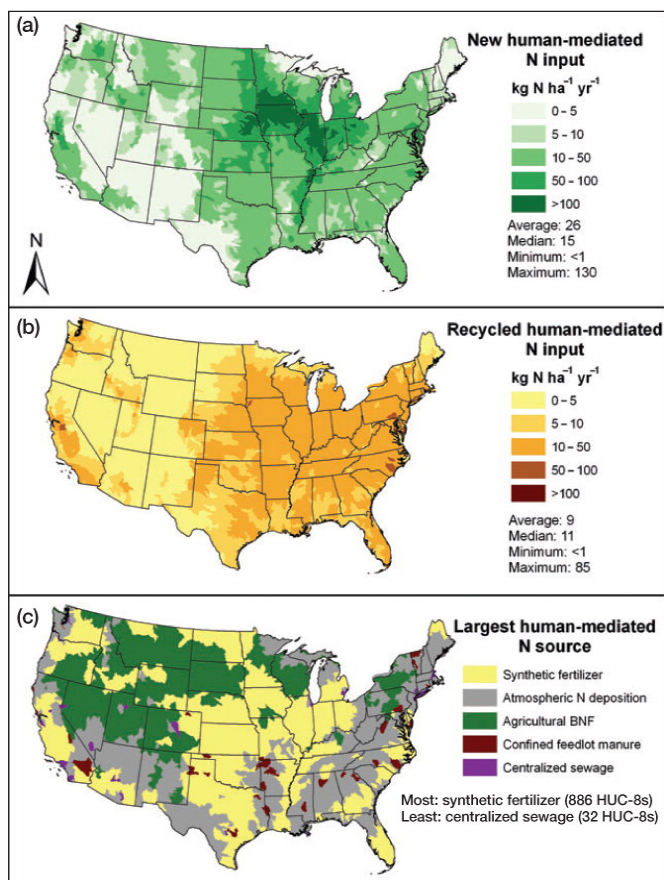 (a)
New human-mediated
N input
kg N ha⁻¹ yr⁻¹
0 – 5
5 – 10
10 – 50
50 – 100
>100
Average: 26
Median: 15
Minimum: <1
Maximum: 130
N
(b)
Recycled human-mediated
N input
kg N ha⁻¹ yr⁻¹
0 – 5
5 – 10
10 – 50
50 – 100
>100
Average: 9
Median: 11
Minimum: <1
Maximum: 85
(c)
Largest human-mediated
N source
Synthetic fertilizer
Atmospheric N deposition
Agricultural BNF
Confined feedlot manure
Centralized sewage
Most: synthetic fertilizer (886 HUC-8s)
Least: centralized sewage (32 HUC-8s)